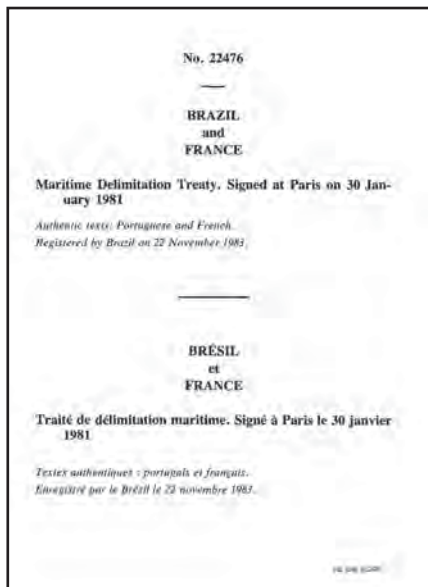 No. 22476
BRAZIL
and
FRANCE
Maritime Delimitation Treaty. Signed at Paris on 30 Jan-
uary 1981
Authentic texts: Portuguese and French.
Registered by Brazil on 22 November 1983.
BRÉSIL
et
FRANCE
Traité de délimitation maritime. Signé à Paris le 30 janvier
1981
Textes authentiques : portugais et français.
Enregistré par le Brésil le 22 novembre 1983.